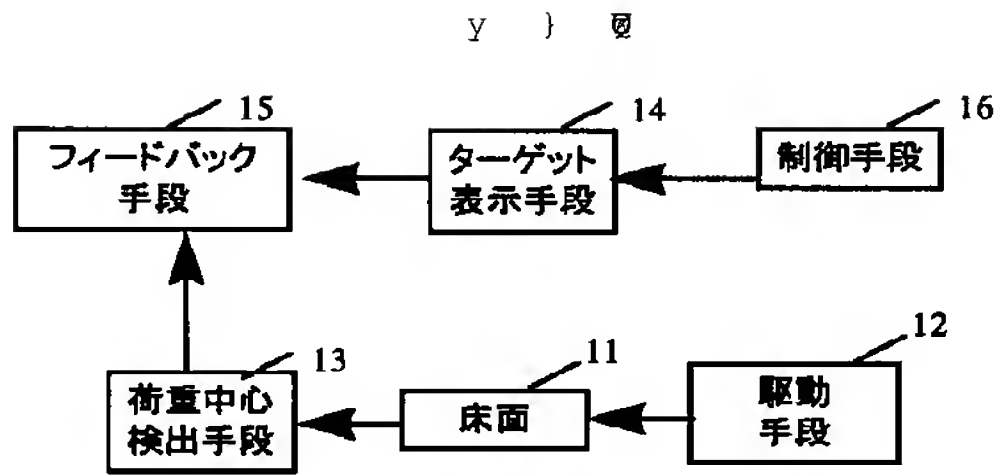 y } 図
15
フィードバック
手段
14
ターゲット
表示手段
16
制御手段
13
荷重中心
検出手段
11
床面
12
駆動
手段